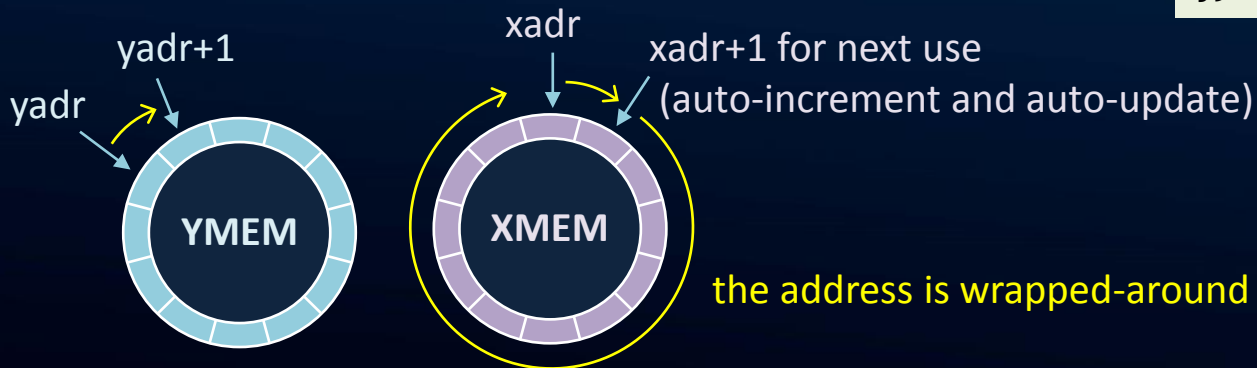 xadr
yadr+1
xadr+1 for next use
yadr
(auto-increment and auto-update)
YMEM
XMEM
the address is wrapped-around